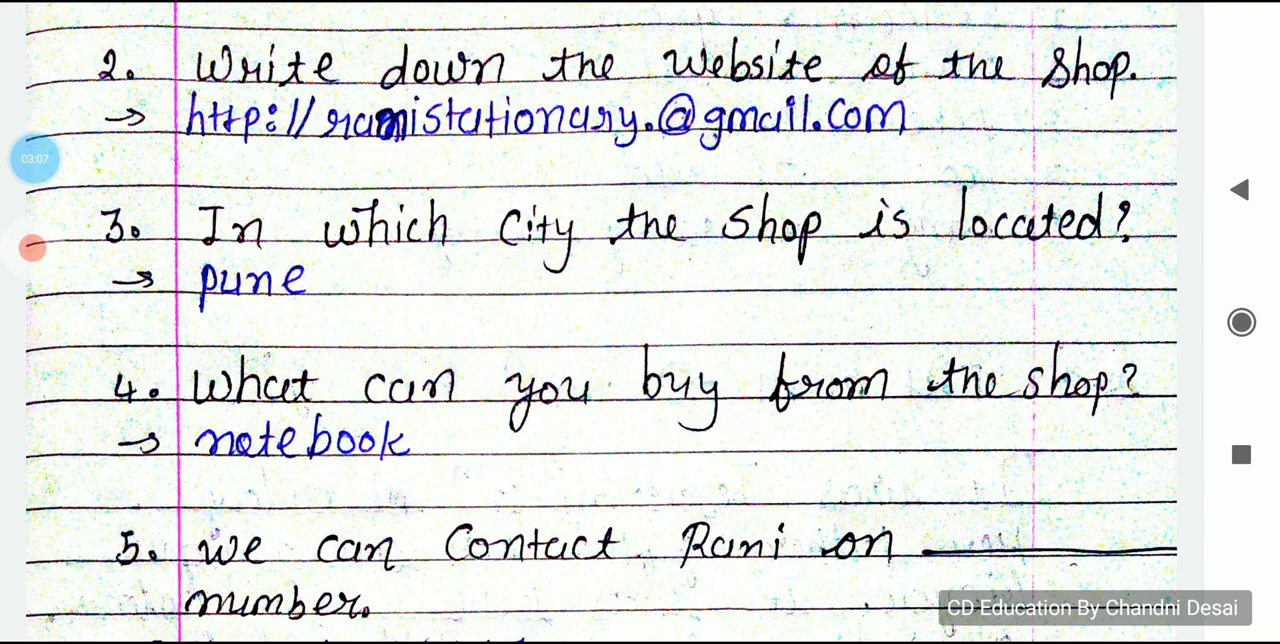 2. Write down the website of the shop.
→ http://ranistationary.@gmail.com
03:07
3. In which city the shop is located?
→ pune
4. What can you buy from the shop?
→ notebook
5. we can Contact Rani on ________
number.
CD Education By Chandni Desai